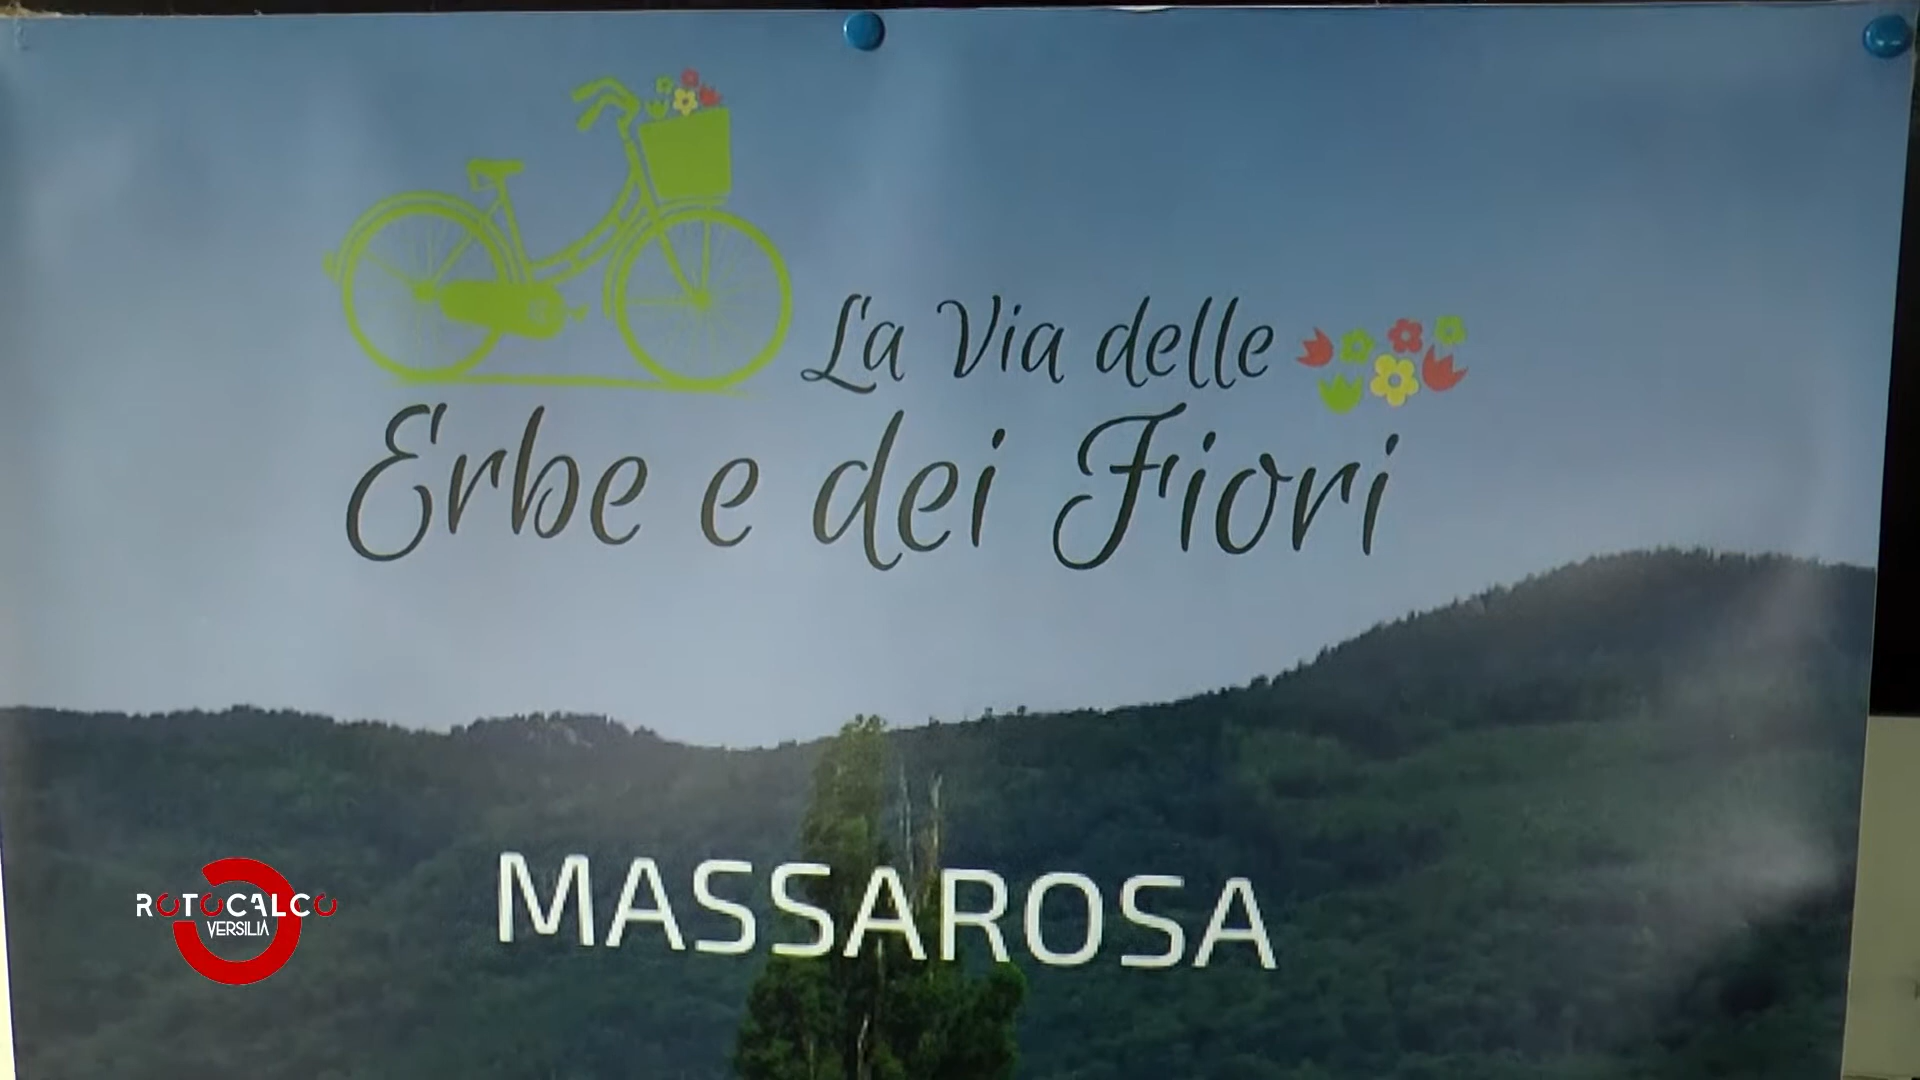 La Via delle
Erbe e dei Fiori
MASSAROSA
ROTOCALCO
VERSILIA